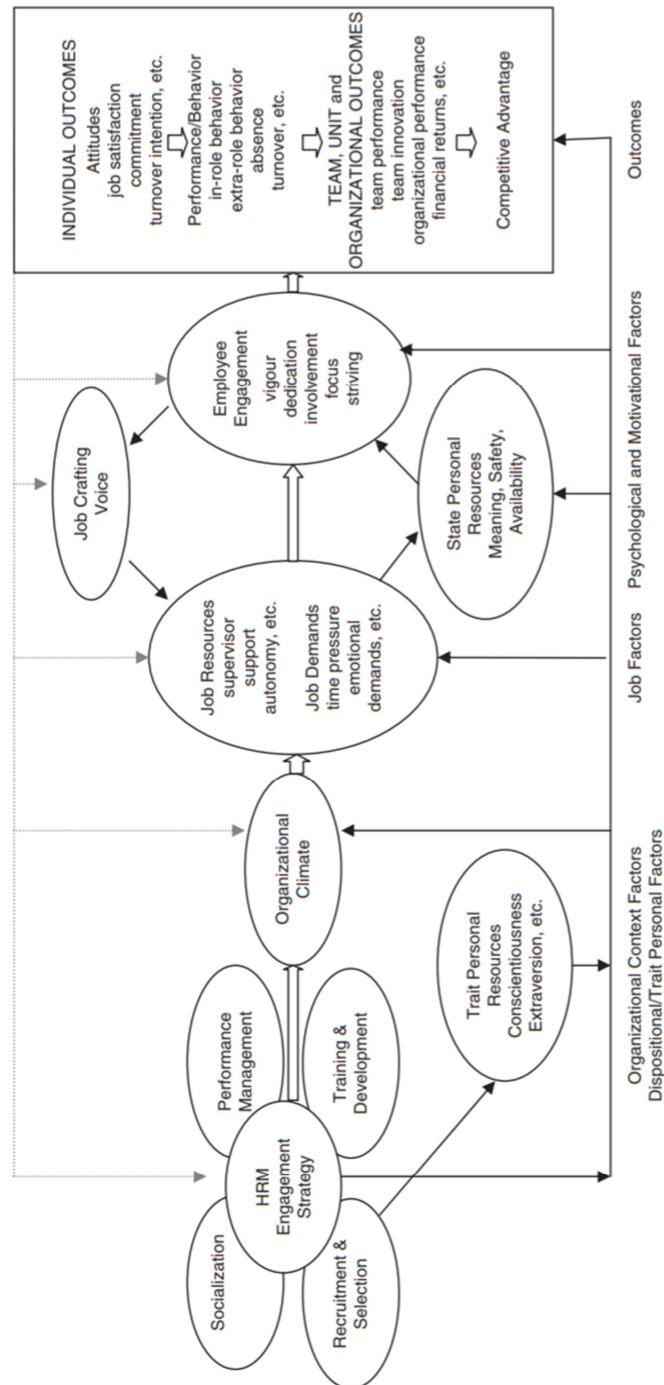 Socialization
Recruitment &
Selection
HRM
Engagement
Strategy
Performance
Management
Training &
Development
Organizational
Climate
Trait Personal
Resources
Conscientiousness
Extraversion, etc.
Job Resources
supervisor
support
autonomy, etc.
Job Demands
time pressure
emotional
demands, etc.
Job Crafting
Voice
State Personal
Resources
Meaning, Safety,
Availability
Employee
Engagement
vigour
dedication
involvement
focus
striving
INDIVIDUAL OUTCOMES
Attitudes
job satisfaction
commitment
turnover intention, etc.
Performance/Behavior
in-role behavior
extra-role behavior
absence
turnover, etc.
TEAM, UNIT and
ORGANIZATIONAL OUTCOMES
team performance
team innovation
organizational performance
financial returns, etc.
Competitive Advantage
Organizational Context Factors
Dispositional/Trait Personal Factors
Job Factors
Psychological and Motivational Factors
Outcomes